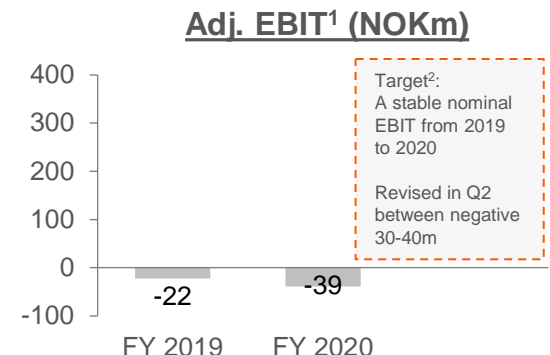 Adj. EBIT¹ (NOKm)
400
300
200
100
0
-100
Target²:
A stable nominal
EBIT from 2019
to 2020
Revised in Q2
between negative
30-40m
-22
-39
FY 2019
FY 2020